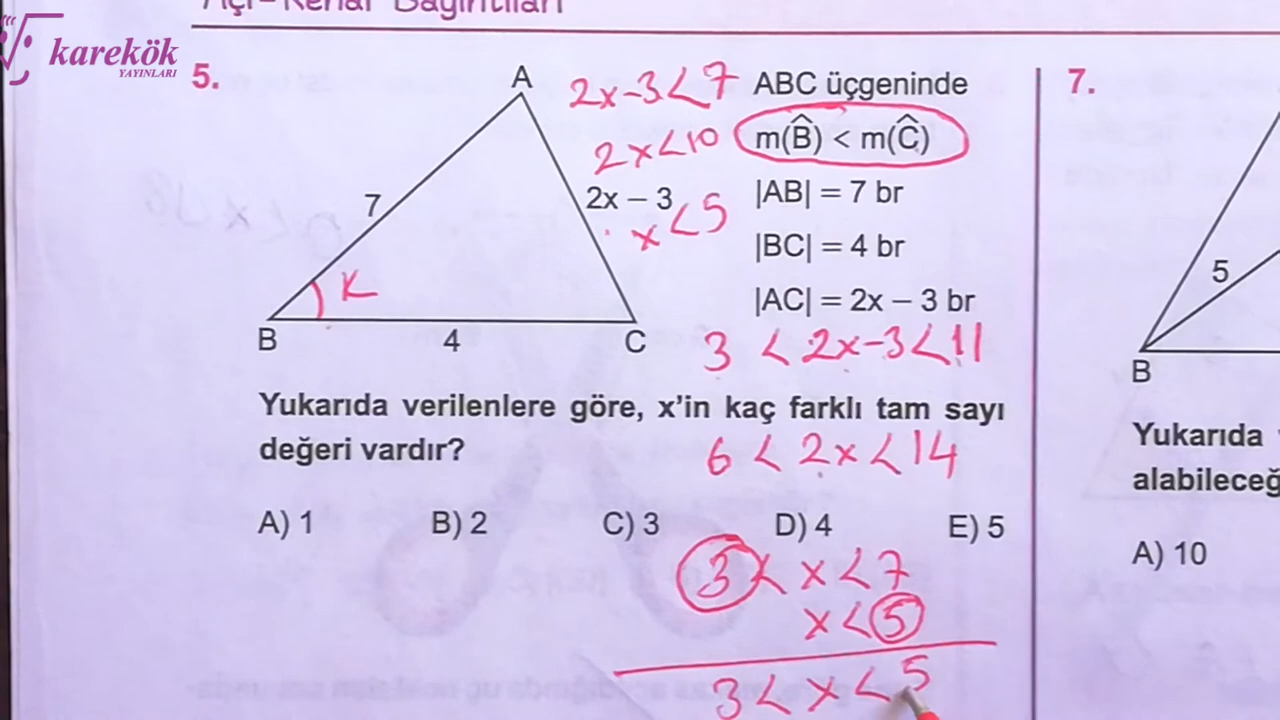 Açı-Kenar Bağıntıları
karekök
YAYINLARI
5.
A
7
2x – 3
B
4
C
K
2x-3<7
2x<10
x<5
ABC üçgeninde
m(B̂) < m(Ĉ)
|AB| = 7 br
|BC| = 4 br
|AC| = 2x – 3 br
3 < 2x-3<11
Yukarıda verilenlere göre, x'in kaç farklı tam sayı
değeri vardır?
6 < 2x < 14
A) 1 B) 2 C) 3 D) 4 E) 5
3 < x < 7
x < 5
3 < x < 5
7.
5
B
Yukarıda
alabileceğ
A) 10